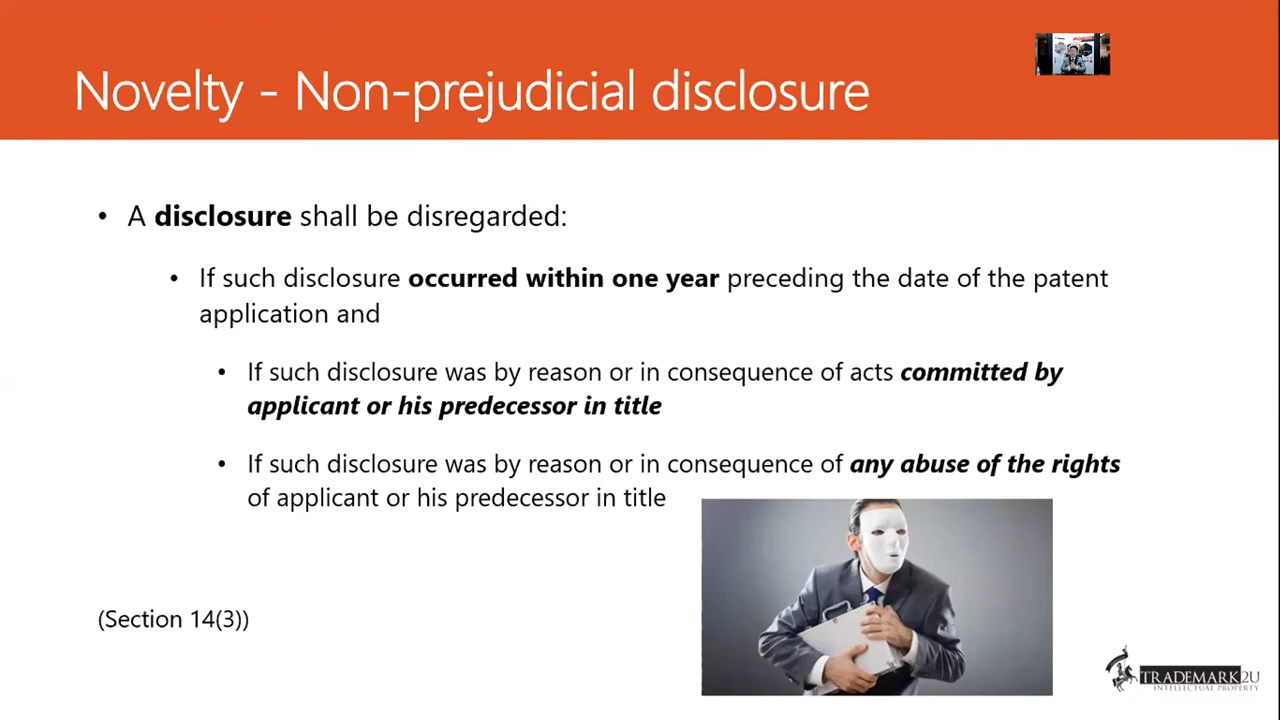 Novelty - Non-prejudicial disclosure
• A disclosure shall be disregarded:
• If such disclosure occurred within one year preceding the date of the patent
application and
• If such disclosure was by reason or in consequence of acts committed by
applicant or his predecessor in title
• If such disclosure was by reason or in consequence of any abuse of the rights
of applicant or his predecessor in title
(Section 14(3))
TRADEMARK2U
INTELLECTUAL PROPERTY